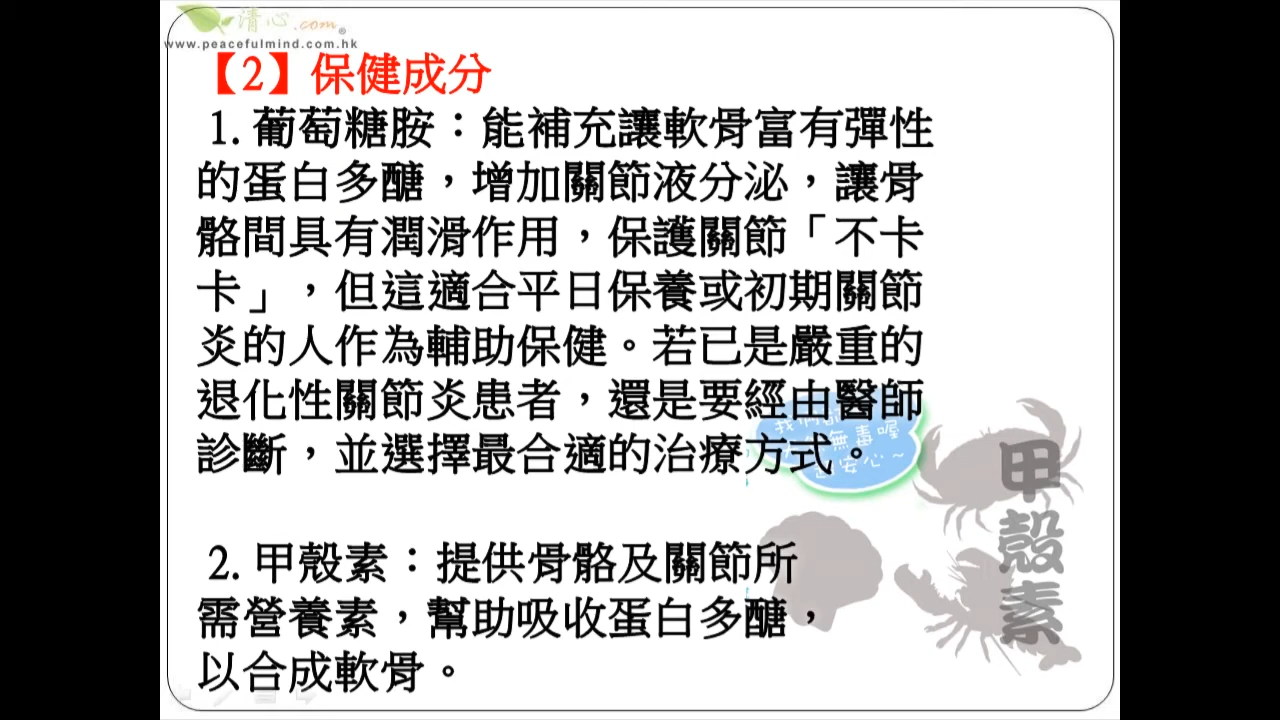 清心.com®
www.peacefulmind.com.hk
【2】保健成分
1. 葡萄糖胺：能補充讓軟骨富有彈性
的蛋白多醣，增加關節液分泌，讓骨
骼間具有潤滑作用，保護關節「不卡
卡」，但這適合平日保養或初期關節
炎的人作為輔助保健。若已是嚴重的
退化性關節炎患者，還是要經由醫師
診斷，並選擇最合適的治療方式。
2. 甲殼素：提供骨骼及關節所
需營養素，幫助吸收蛋白多醣，
以合成軟骨。
我們
無毒喔
安心~
甲殼素